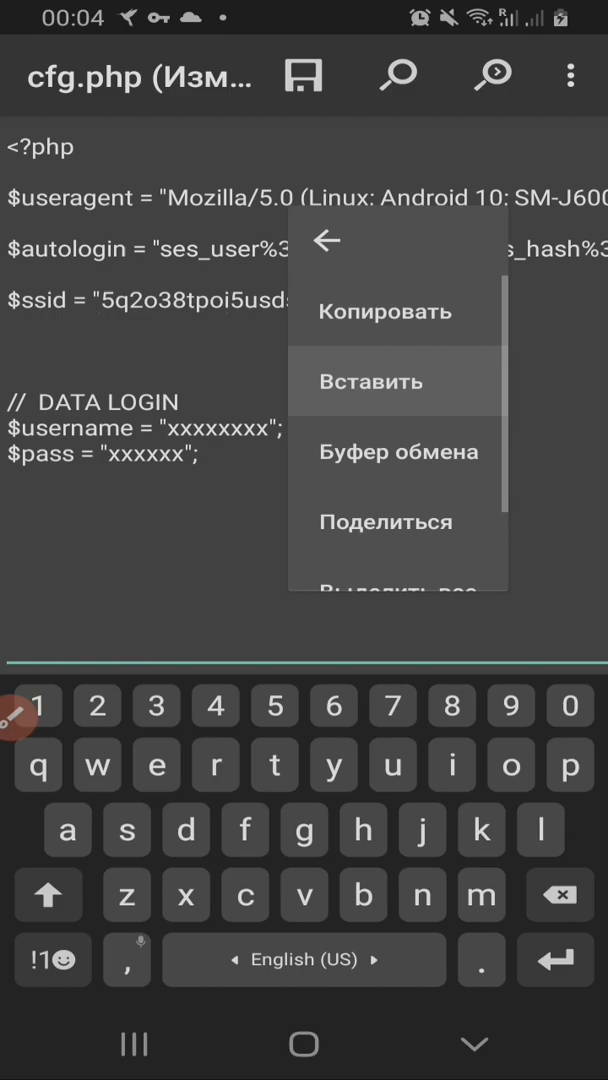 00:04
cfg.php (Изм...
<?php
$useragent = "Mozilla/5.0 (Linux; Android 10; SM-J600
$autologin = "ses_user%3 s_hash%3
$ssid = "5q2o38tpoi5usd
// DATA LOGIN
$username = "xxxxxxxx";
$pass = "xxxxxx";
Копировать
Вставить
Буфер обмена
Поделиться
Выделить все
1 2 3 4 5 6 7 8 9 0
q w e r t y u i o p
a s d f g h j k l
z x c v b n m
!1 , English (US) .